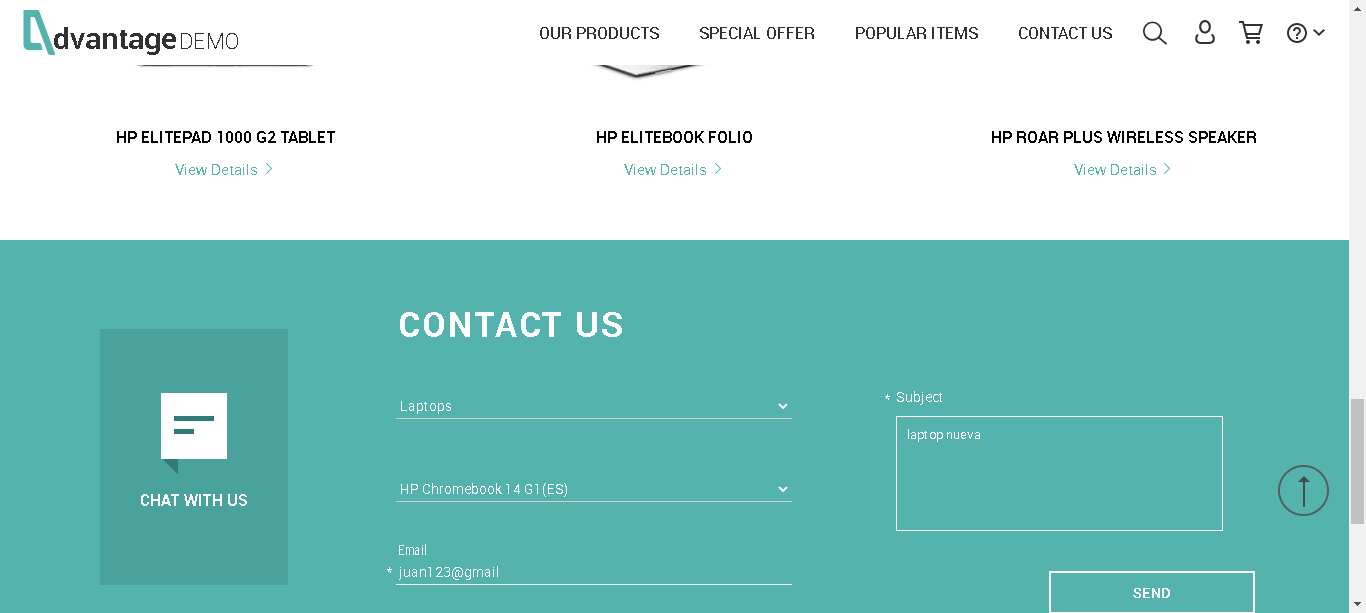 dvantage DEMO
OUR PRODUCTS SPECIAL OFFER POPULAR ITEMS CONTACT US
HP ELITEPAD 1000 G2 TABLET
View Details
HP ELITEBOOK FOLIO
View Details
HP ROAR PLUS WIRELESS SPEAKER
View Details
CHAT WITH US
CONTACT US
Laptops
HP Chromebook 14 G1(ES)
Email
* juan123@gmail
* Subject
laptop nueva
SEND